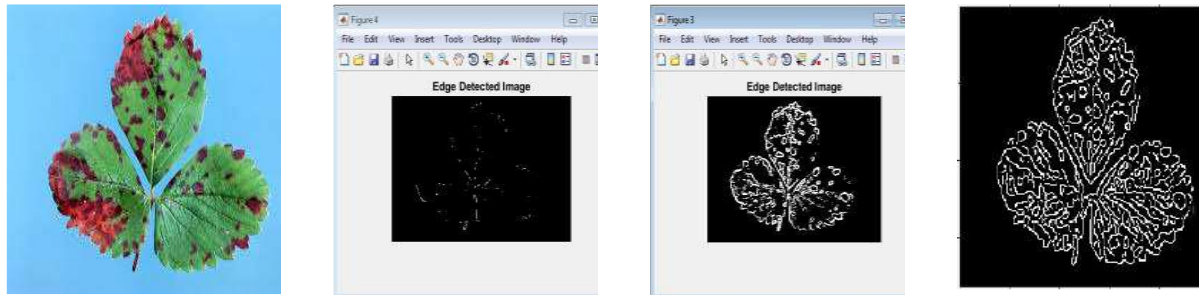 Figure 4
File Edit View Insert Tools Desktop Window Help
Edge Detected Image
Figure 3
File Edit View Insert Tools Desktop Window Help
Edge Detected Image